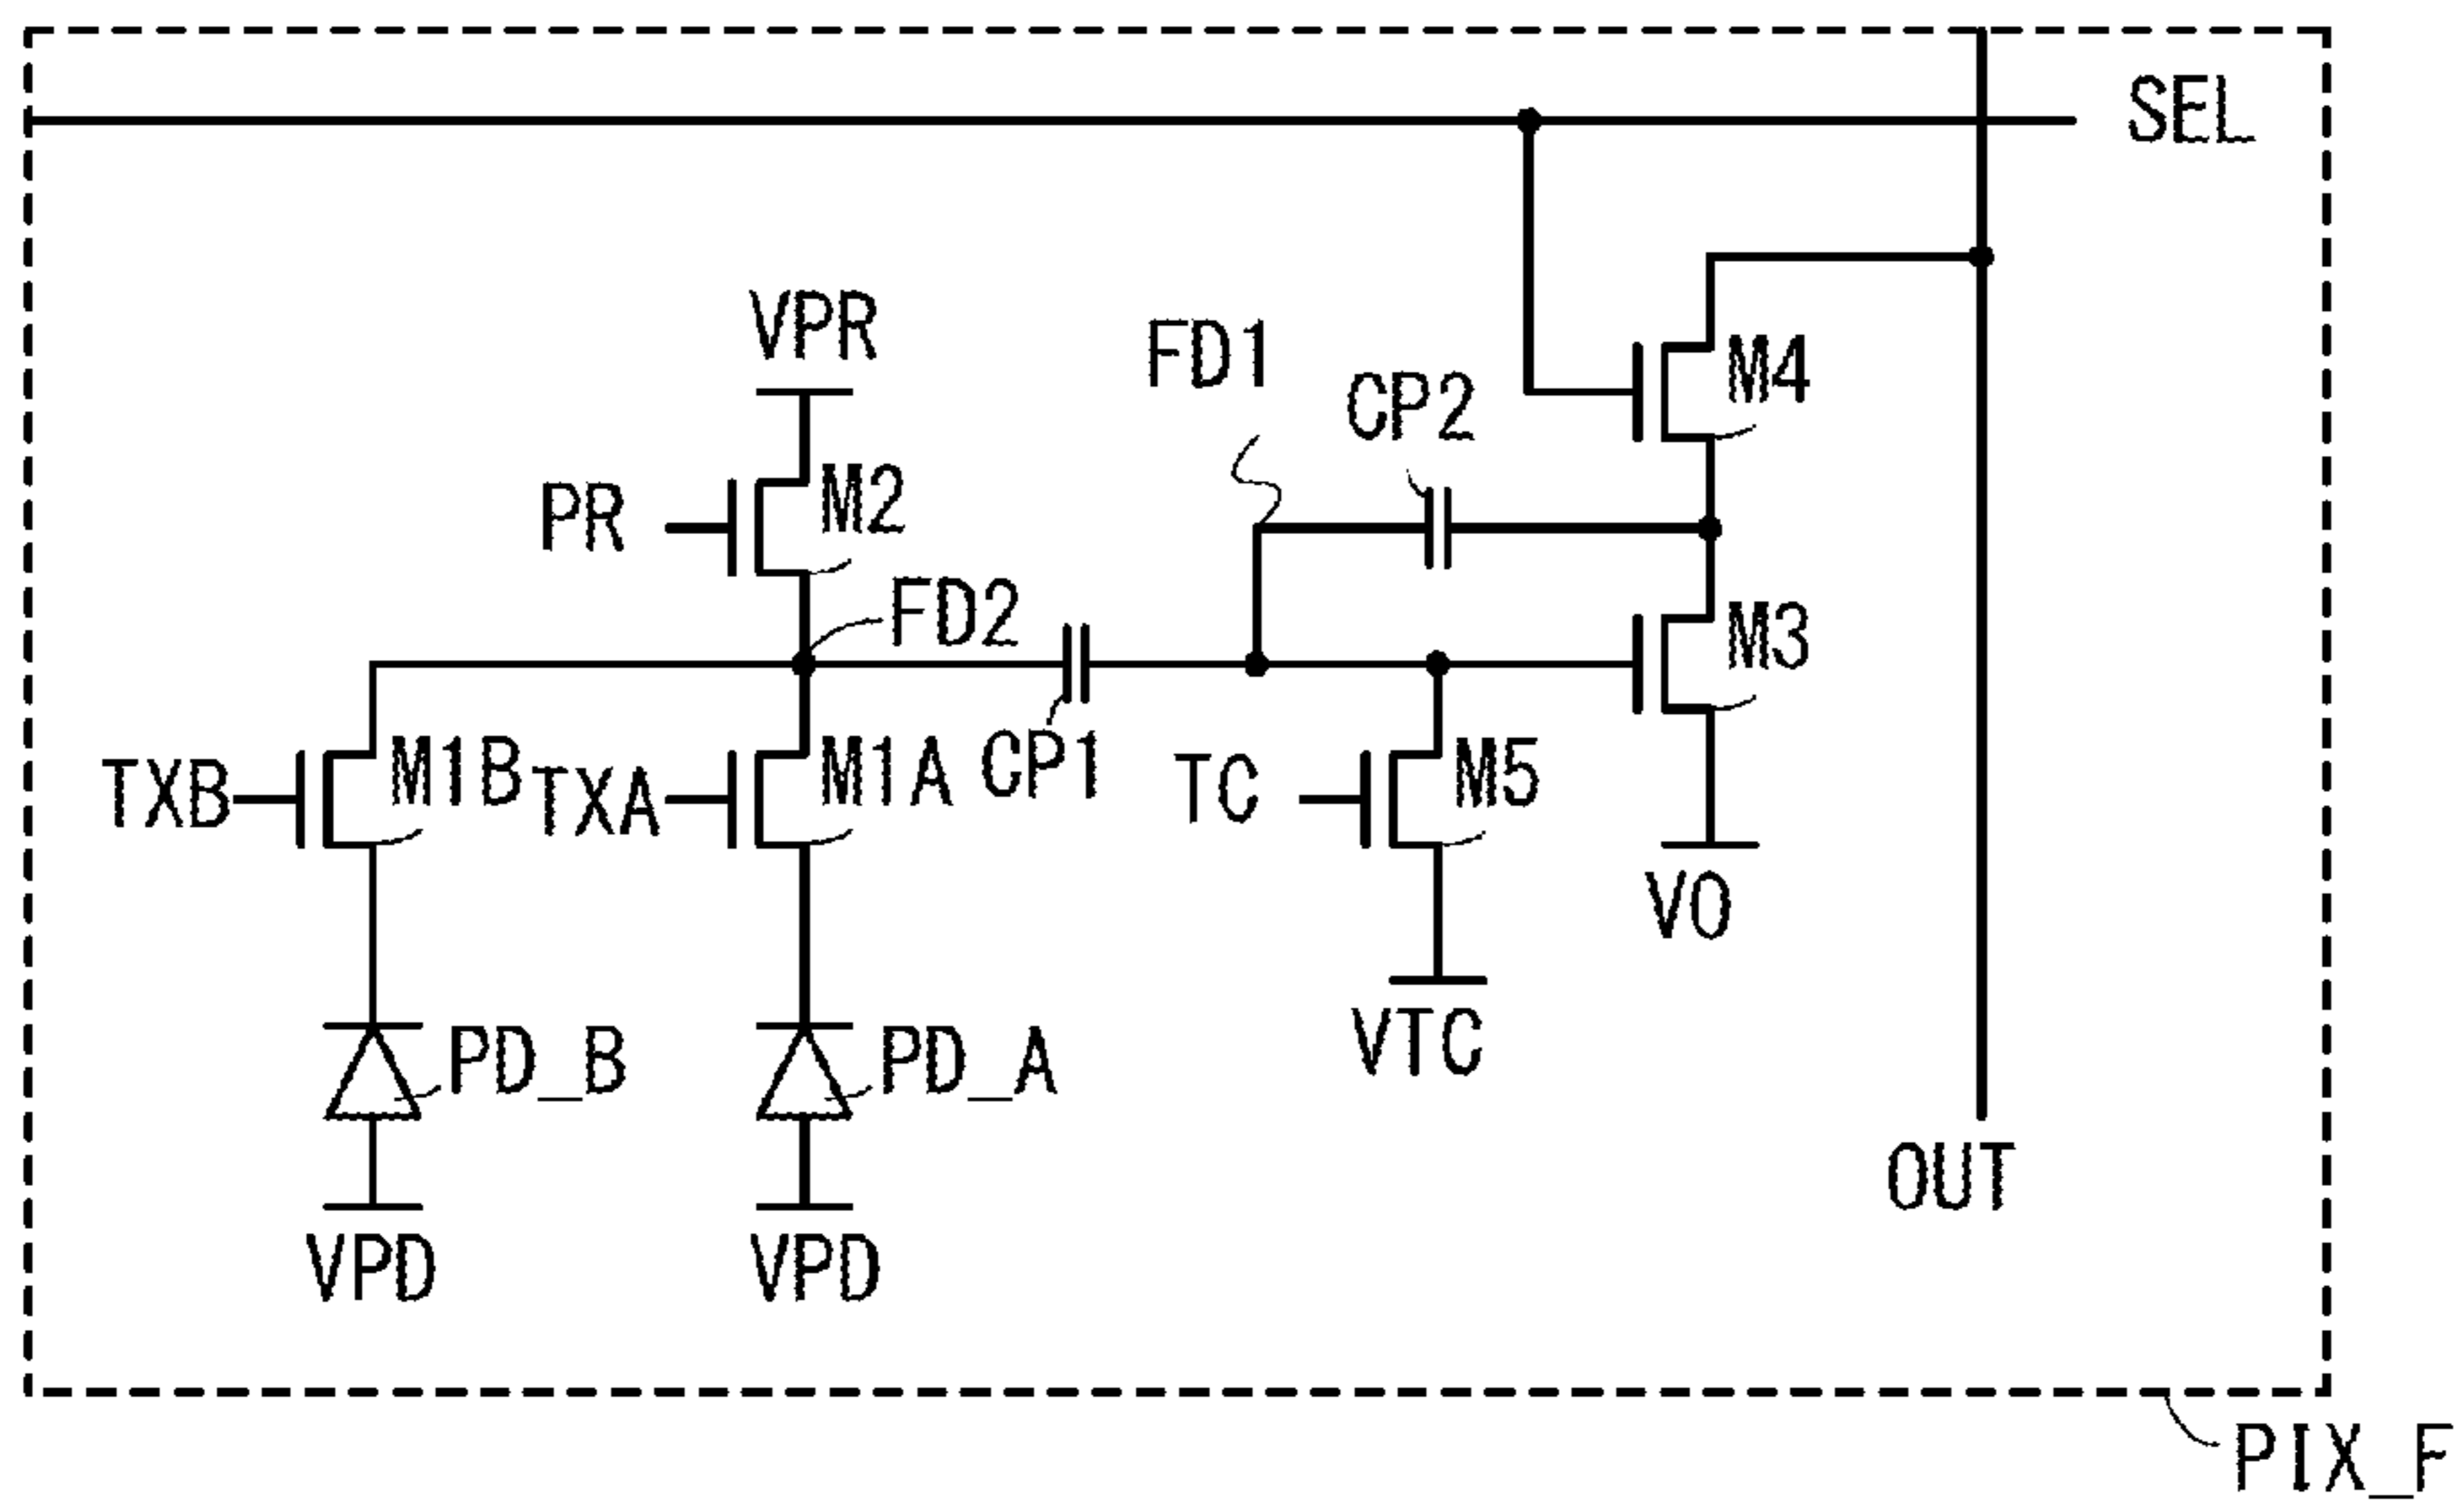 SEL
VPR
FD1
CP2
M4
PR
M2
FD2
M3
TXB
M1B
TXA
M1A
CP1
TC
M5
VO
VTC
PD_B
PD_A
OUT
VPD
VPD
PIX_F